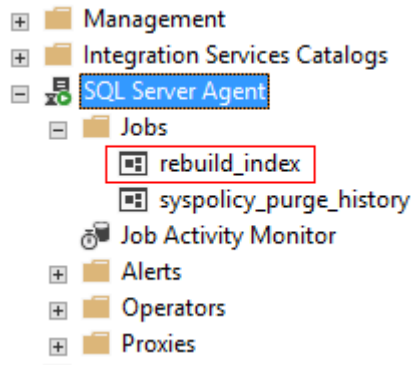 Management
Integration Services Catalogs
SQL Server Agent
Jobs
rebuild_index
syspolicy_purge_history
Job Activity Monitor
Alerts
Operators
Proxies